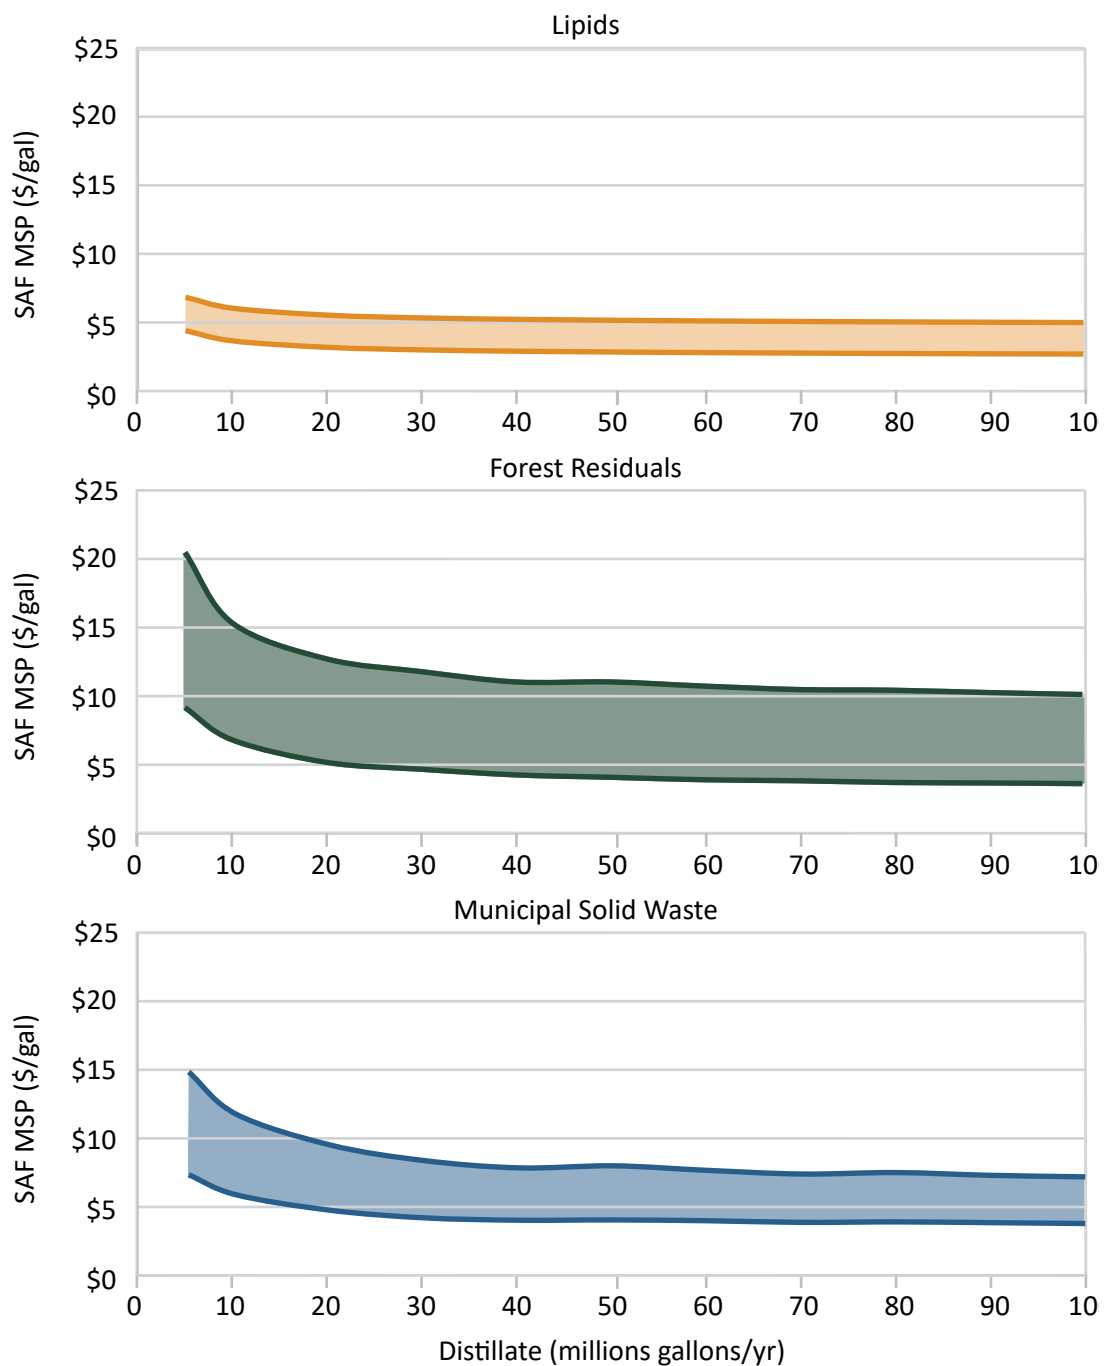 Lipids
$25
$20
$15
$10
$5
$0
SAF MSP ($/gal)
0 10 20 30 40 50 60 70 80 90 10
Forest Residuals
$25
$20
$15
$10
$5
$0
SAF MSP ($/gal)
0 10 20 30 40 50 60 70 80 90 10
Municipal Solid Waste
$25
$20
$15
$10
$5
$0
SAF MSP ($/gal)
0 10 20 30 40 50 60 70 80 90 10
Distillate (millions gallons/yr)